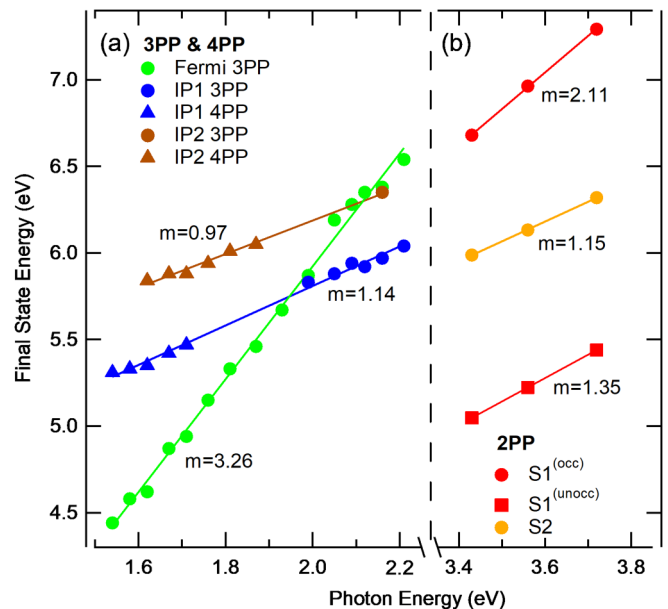 (a)
3PP & 4PP
Fermi 3PP
IP1 3PP
IP1 4PP
IP2 3PP
IP2 4PP
m=0.97
m=1.14
m=3.26
(b)
m=2.11
m=1.15
m=1.35
2PP
S1(occ)
S1(unocc)
S2
Final State Energy (eV)
7.0
6.5
6.0
5.5
5.0
4.5
1.6
1.8
2.0
2.2
3.4
3.6
3.8
Photon Energy (eV)